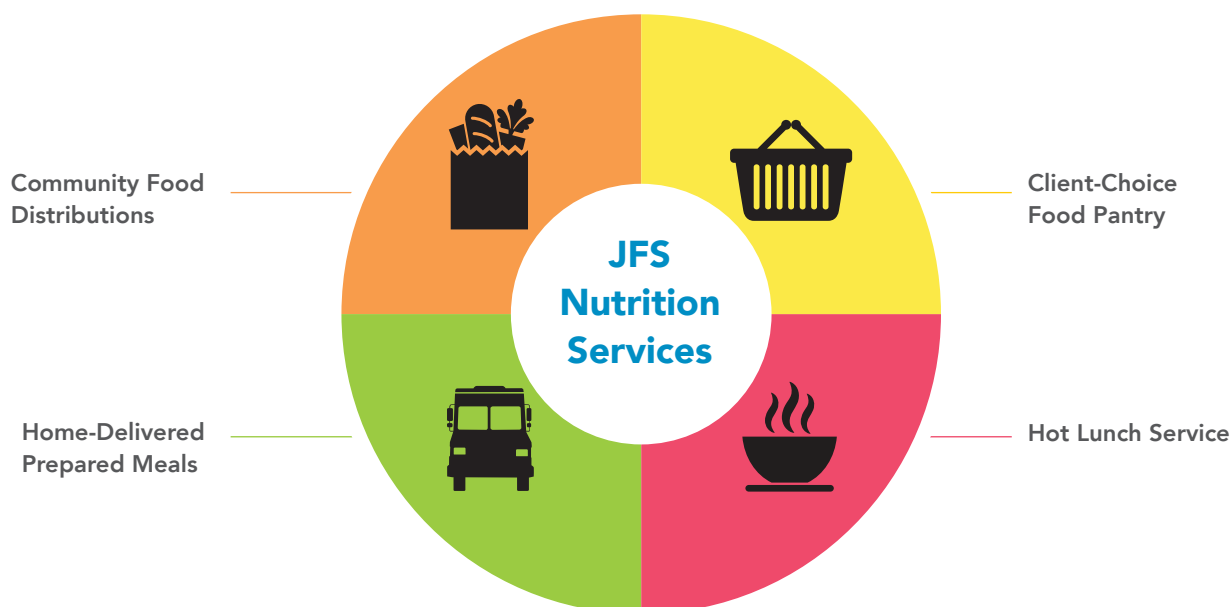 Community Food
Distributions
Client-Choice
Food Pantry
JFS
Nutrition
Services
Home-Delivered
Prepared Meals
Hot Lunch Service